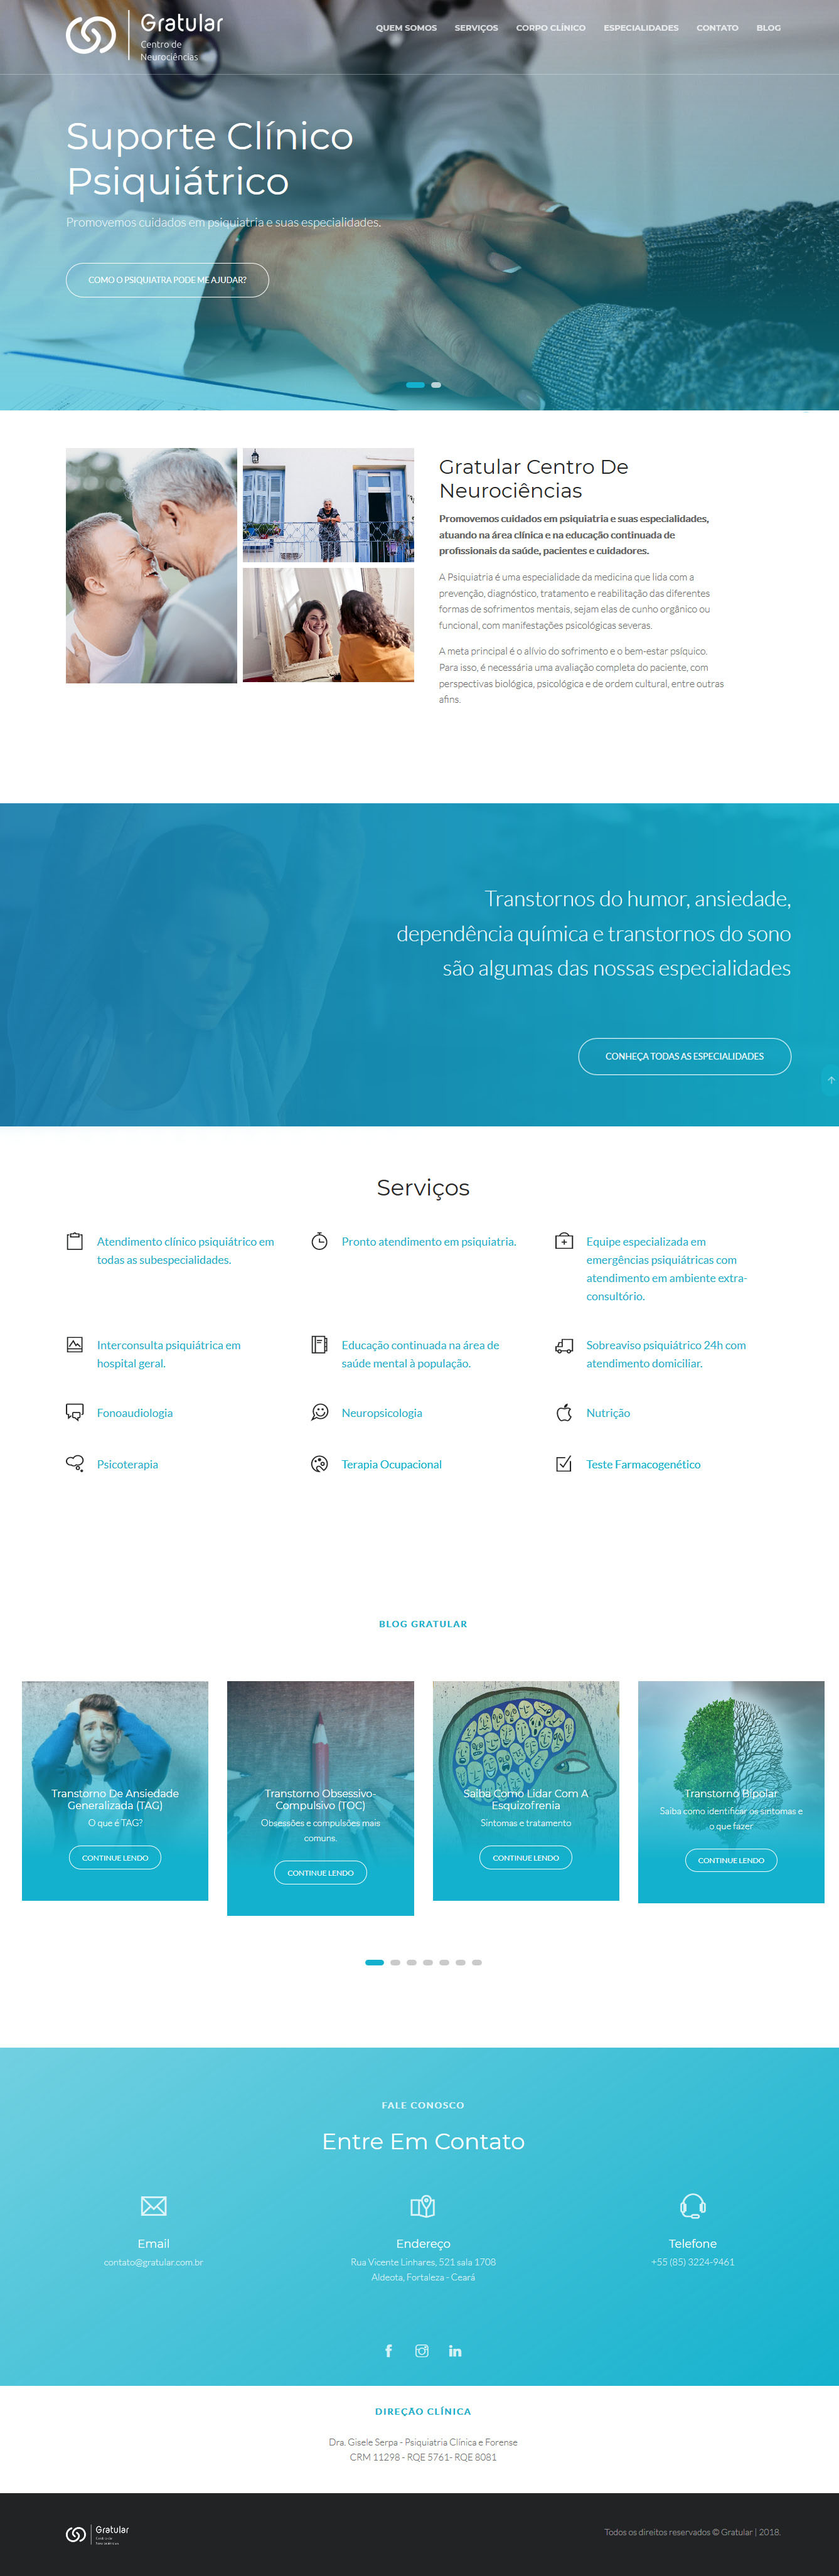 Gratular
Centro de
Neurociências
QUEM SOMOS
SERVIÇOS
CORPO CLÍNICO
ESPECIALIDADES
CONTATO
BLOG
Suporte Clínico
Psiquiátrico
Promovemos cuidados em psiquiatria e suas especialidades.
COMO O PSIQUIATRA PODE ME AJUDAR?
Gratular Centro De
Neurociências
Promovemos cuidados em psiquiatria e suas especialidades,
atuando na área clínica e na educação continuada de
profissionais da saúde, pacientes e cuidadores.
A Psiquiatria é uma especialidade da medicina que lida com a
prevenção, diagnóstico, tratamento e reabilitação das diferentes
formas de sofrimentos mentais, sejam elas de cunho orgânico ou
funcional, com manifestações psicológicas severas.
A meta principal é o alívio do sofrimento e o bem-estar psíquico.
Para isso, é necessária uma avaliação completa do paciente, com
perspectivas biológica, psicológica e de ordem cultural, entre outras
afins.
Transtornos do humor, ansiedade,
dependência química e transtornos do sono
são algumas das nossas especialidades
CONHEÇA TODAS AS ESPECIALIDADES
Serviços
Atendimento clínico psiquiátrico em
todas as subespecialidades.
Pronto atendimento em psiquiatria.
Equipe especializada em
emergências psiquiátricas com
atendimento em ambiente extra-
consultório.
Interconsulta psiquiátrica em
hospital geral.
Educação continuada na área de
saúde mental à população.
Sobreaviso psiquiátrico 24h com
atendimento domiciliar.
Fonoaudiologia
Neuropsicologia
Nutrição
Psicoterapia
Terapia Ocupacional
Teste Farmacogenético
BLOG GRATULAR
Transtorno De Ansiedade
Generalizada (TAG)
O que é TAG?
CONTINUE LENDO
Transtorno Obsessivo-
Compulsivo (TOC)
Obsessões e compulsões mais
comuns.
CONTINUE LENDO
Saiba Como Lidar Com A
Esquizofrenia
Sintomas e tratamento
CONTINUE LENDO
Transtorno Bipolar
Saiba como identificar os sintomas e
o que fazer
CONTINUE LENDO
FALE CONOSCO
Entre Em Contato
Email
contato@gratular.com.br
Endereço
Rua Vicente Linhares, 521 sala 1708
Aldeota, Fortaleza - Ceará
Telefone
+55 (85) 3224-9461
DIREÇÃO CLÍNICA
Dra. Gisele Serpa - Psiquiatria Clínica e Forense
CRM 11298 - RQE 5761- RQE 8081
Gratular
Centro de
Neurociências
Todos os direitos reservados © Gratular | 2018.